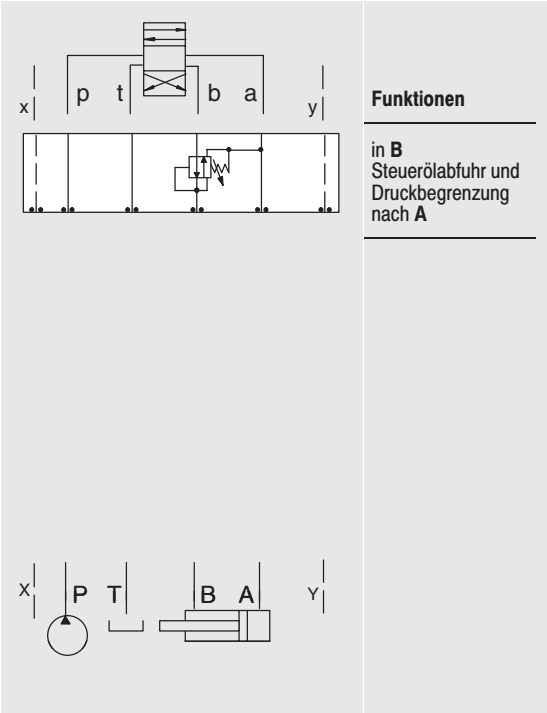 x p t b a y
Funktionen
in B
Steuerölabfuhr und
Druckbegrenzung
nach A
X P T B A Y